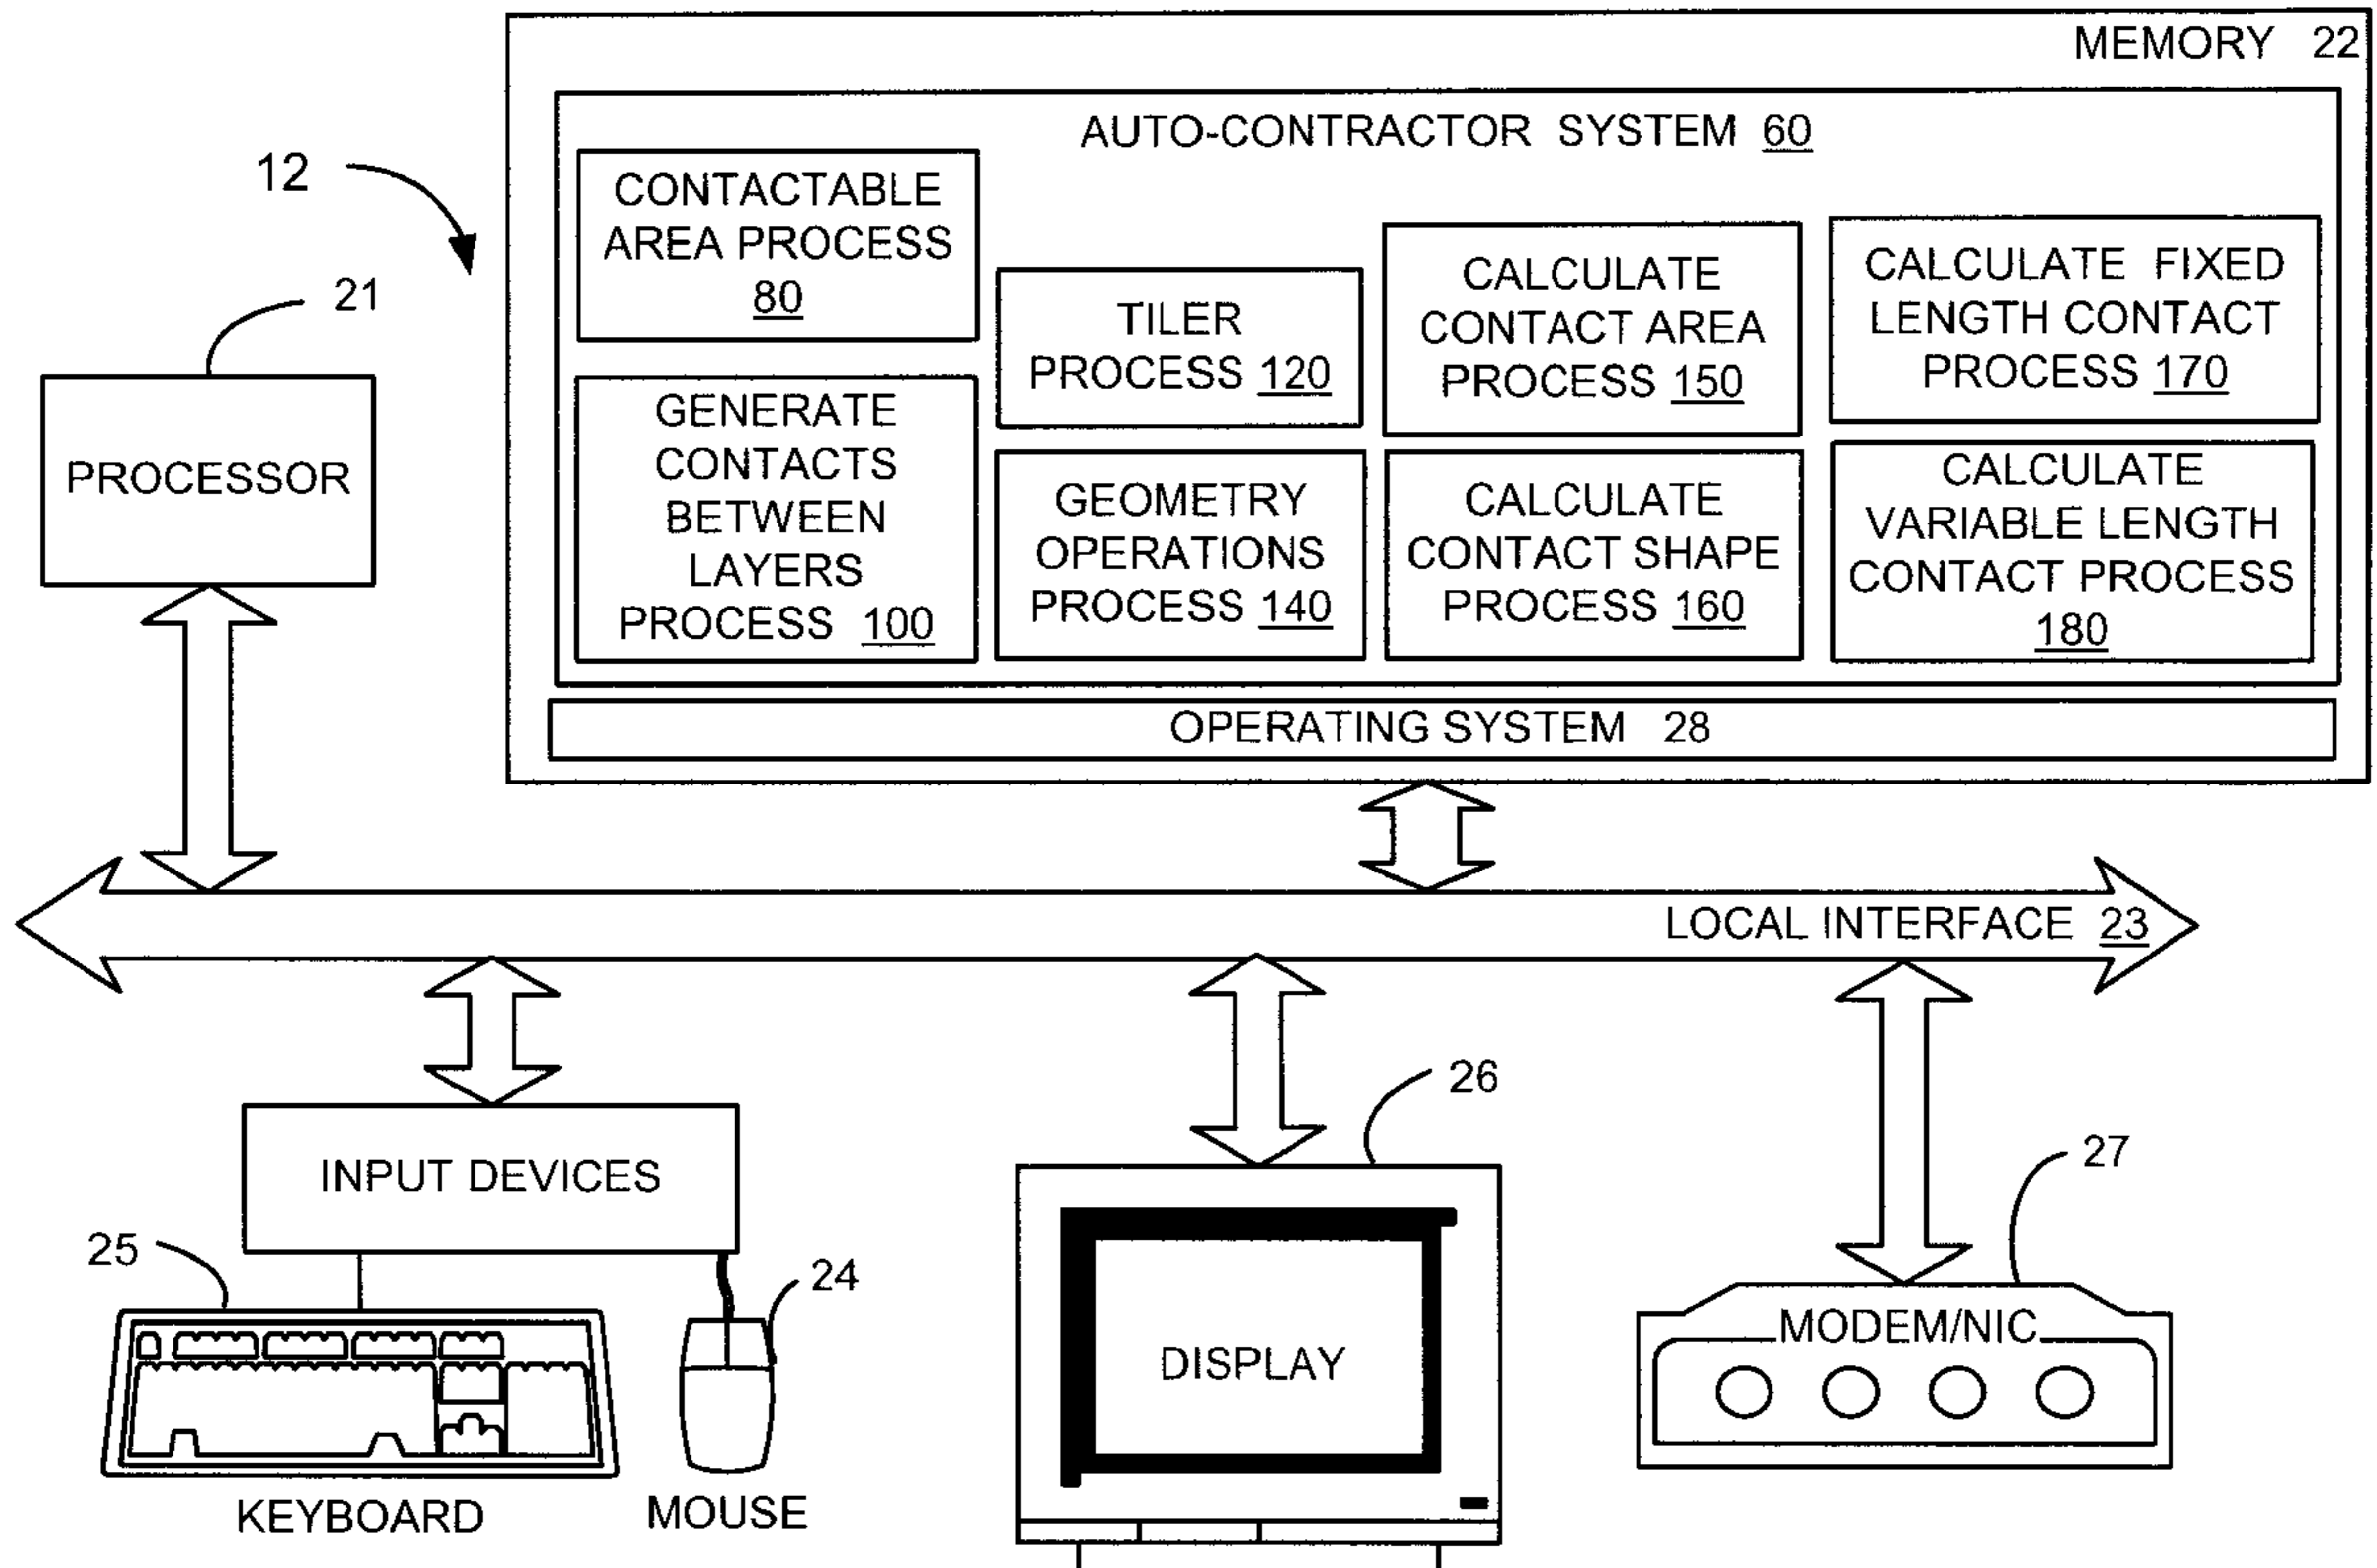 MEMORY 22
AUTO-CONTRACTOR SYSTEM 60
12
CONTACTABLE
AREA PROCESS
80
GENERATE
CONTACTS
BETWEEN
LAYERS
PROCESS 100
TILER
PROCESS 120
GEOMETRY
OPERATIONS
PROCESS 140
CALCULATE
CONTACT AREA
PROCESS 150
CALCULATE
CONTACT SHAPE
PROCESS 160
CALCULATE FIXED
LENGTH CONTACT
PROCESS 170
CALCULATE
VARIABLE LENGTH
CONTACT PROCESS
180
OPERATING SYSTEM 28
21
PROCESSOR
LOCAL INTERFACE 23
INPUT DEVICES
25
24
KEYBOARD
MOUSE
26
DISPLAY
27
MODEM/NIC